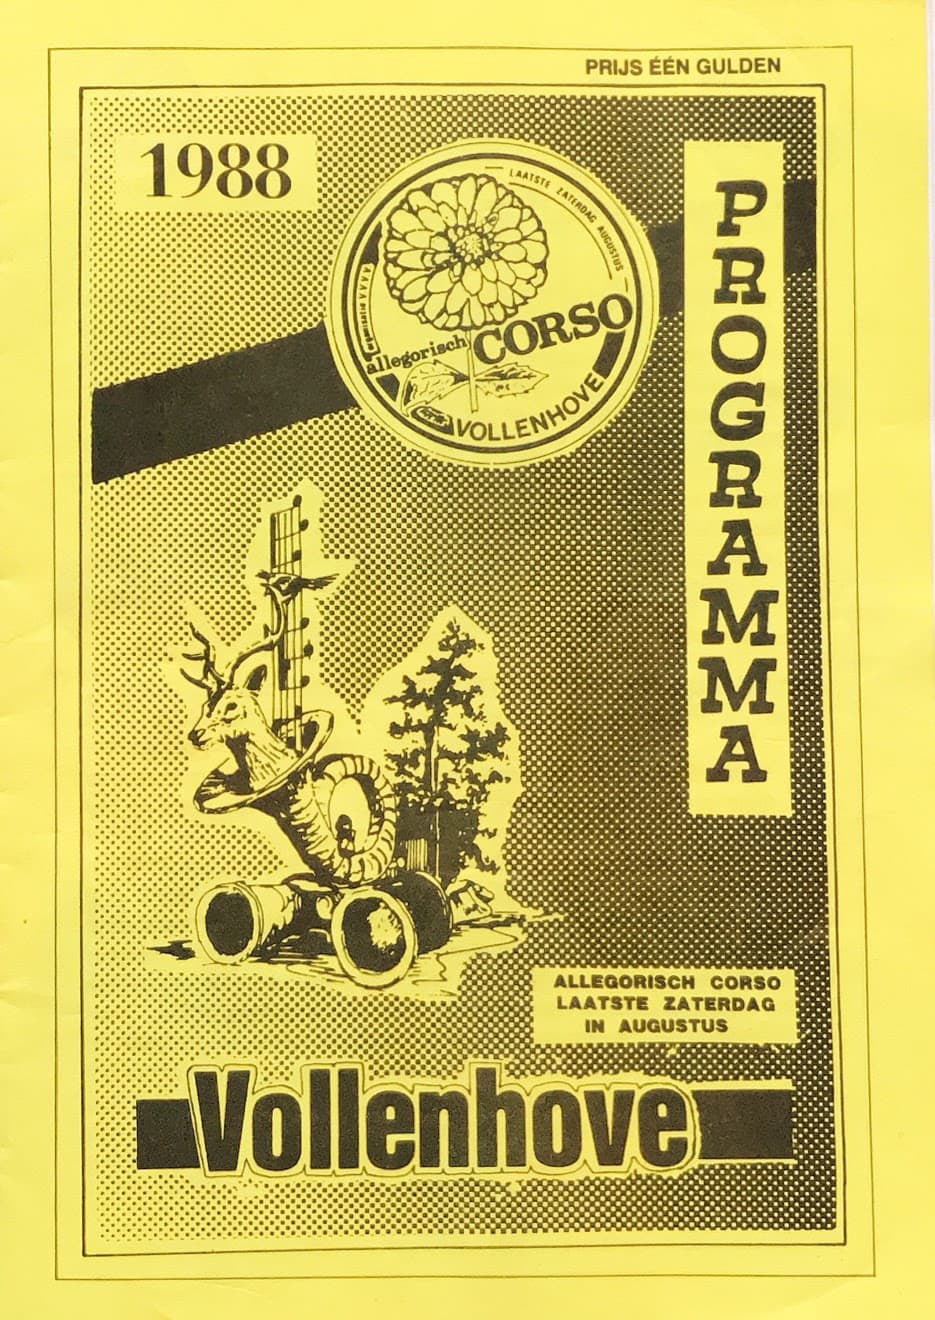 PRIJS ÉÉN GULDEN
1988
LAATSTE ZATERDAG AUGUSTUS
allegorisch CORSO
VOLLENHOVE
PROGRAMMA
ALLEGORISCH CORSO
LAATSTE ZATERDAG
IN AUGUSTUS
Vollenhove